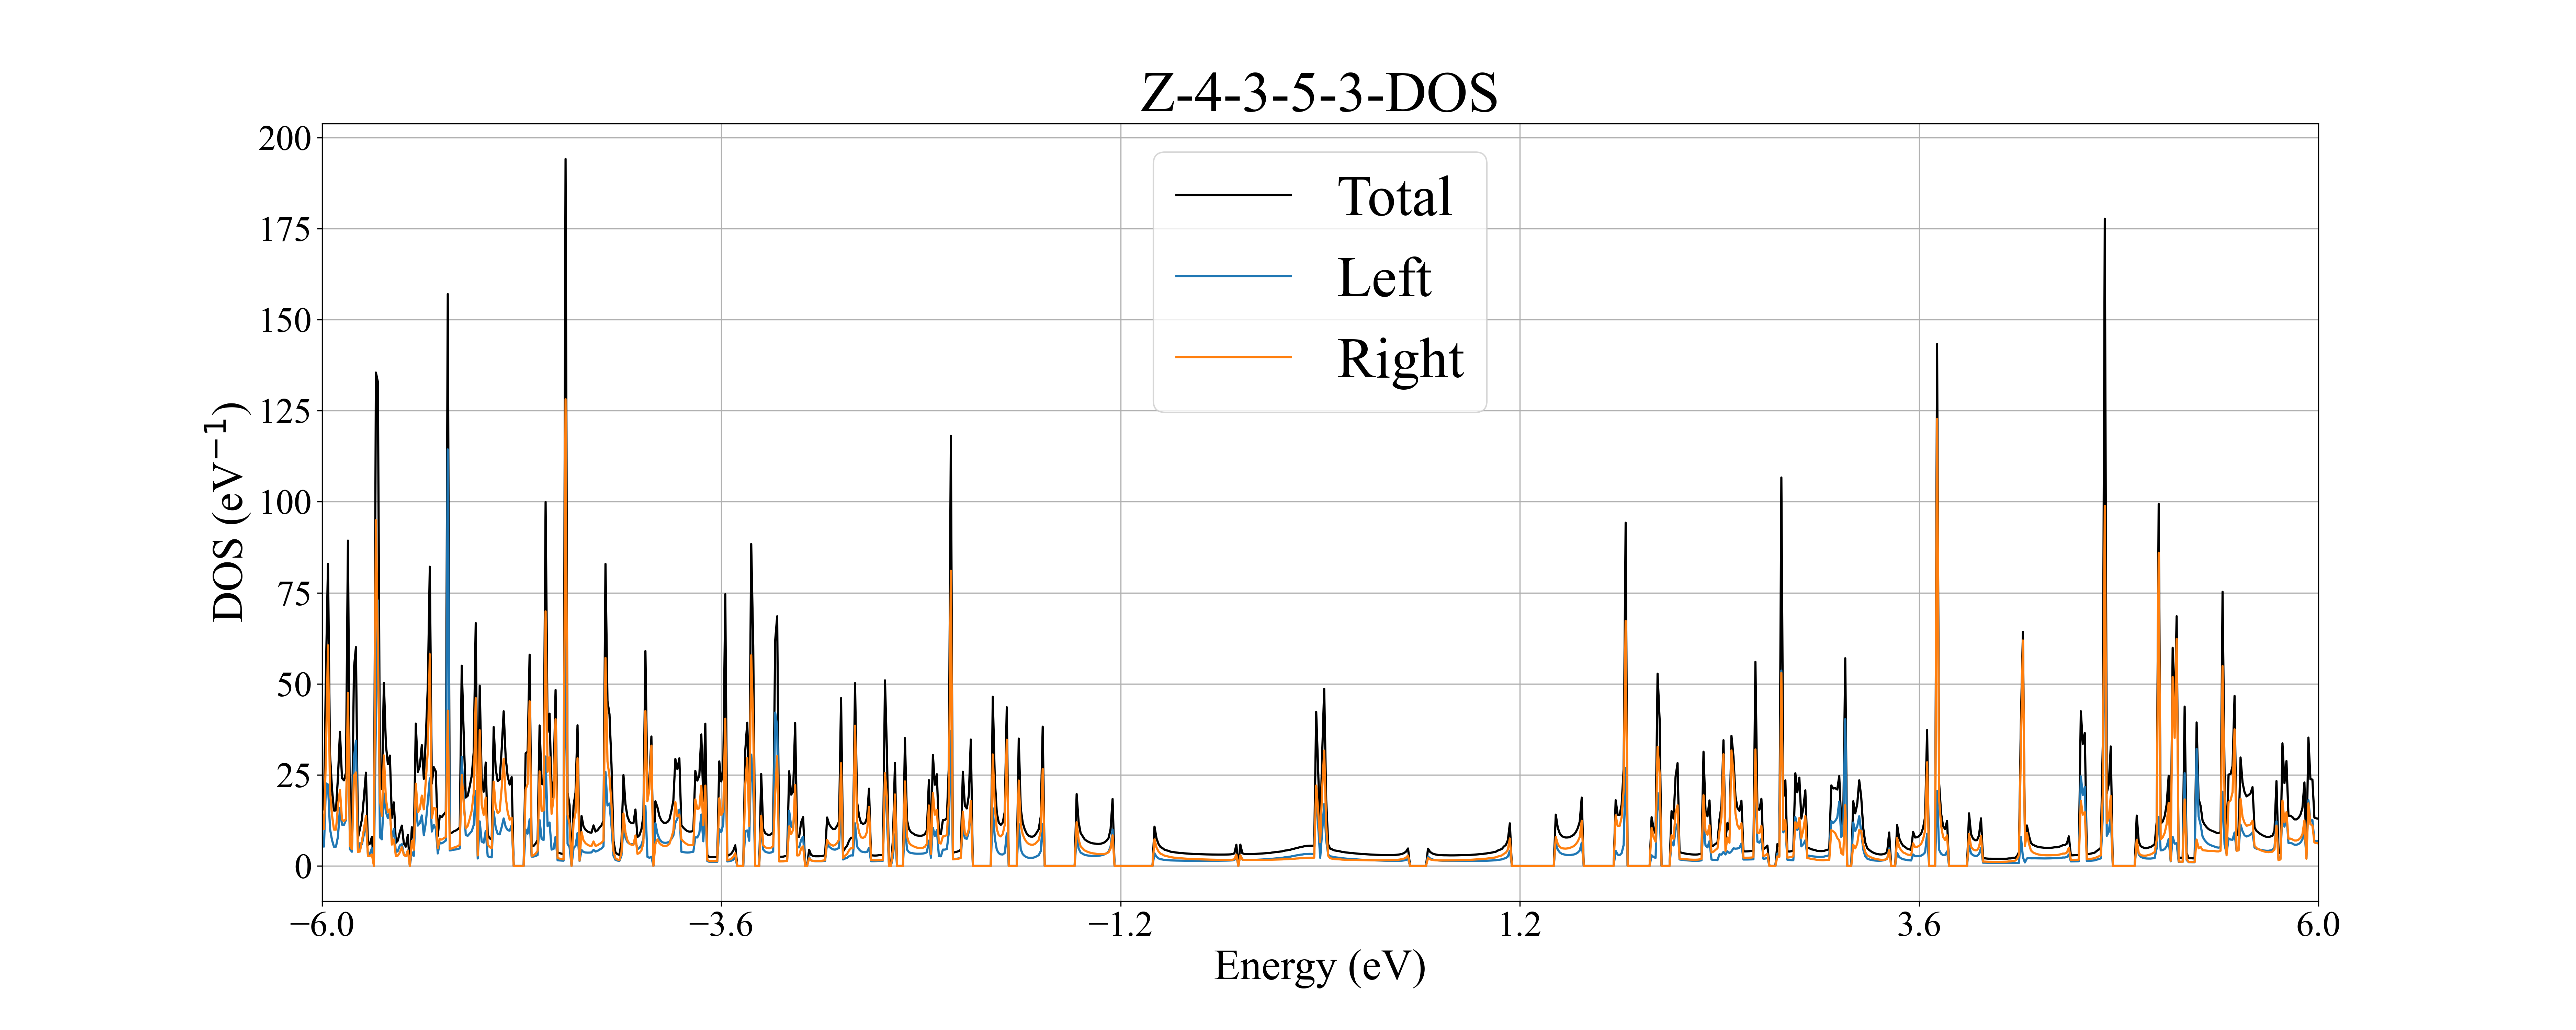 Z-4-3-5-3-DOS
200
175
150
125
100
75
50
25
0
DOS (eV⁻¹)
Total
Left
Right
−6.0 −3.6 −1.2 1.2 3.6 6.0
Energy (eV)